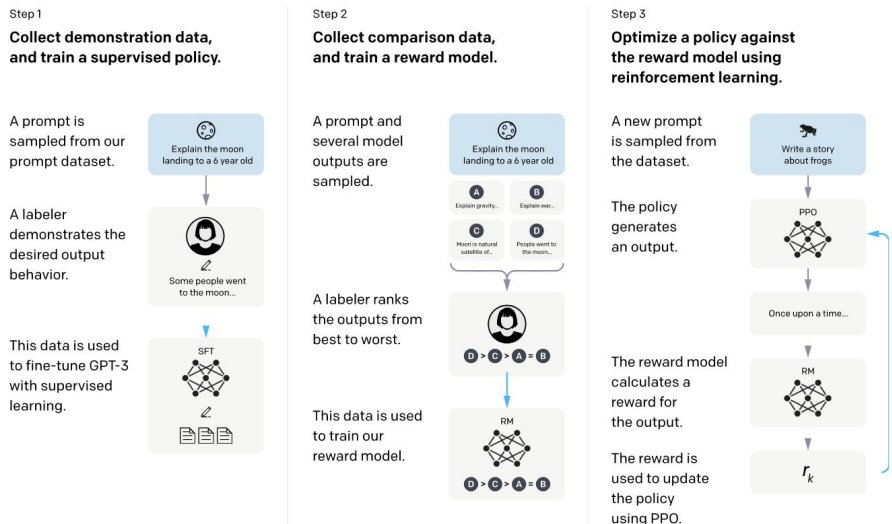 Step 1
Collect demonstration data,
and train a supervised policy.
A prompt is
sampled from our
prompt dataset.
Explain the moon
landing to a 6 year old
A labeler
demonstrates the
desired output
behavior.
Some people went
to the moon...
This data is used
to fine-tune GPT-3
with supervised
learning.
SFT
Step 2
Collect comparison data,
and train a reward model.
A prompt and
several model
outputs are
sampled.
Explain the moon
landing to a 6 year old
A
Explain gravity...
B
Explain war...
C
Moon is natural
satellite of...
D
People went to
the moon...
A labeler ranks
the outputs from
best to worst.
D > C > A = B
This data is used
to train our
reward model.
RM
D > C > A = B
Step 3
Optimize a policy against
the reward model using
reinforcement learning.
A new prompt
is sampled from
the dataset.
Write a story
about frogs
The policy
generates
an output.
PPO
Once upon a time...
The reward model
calculates a
reward for
the output.
RM
The reward is
used to update
the policy
using PPO.
r_k